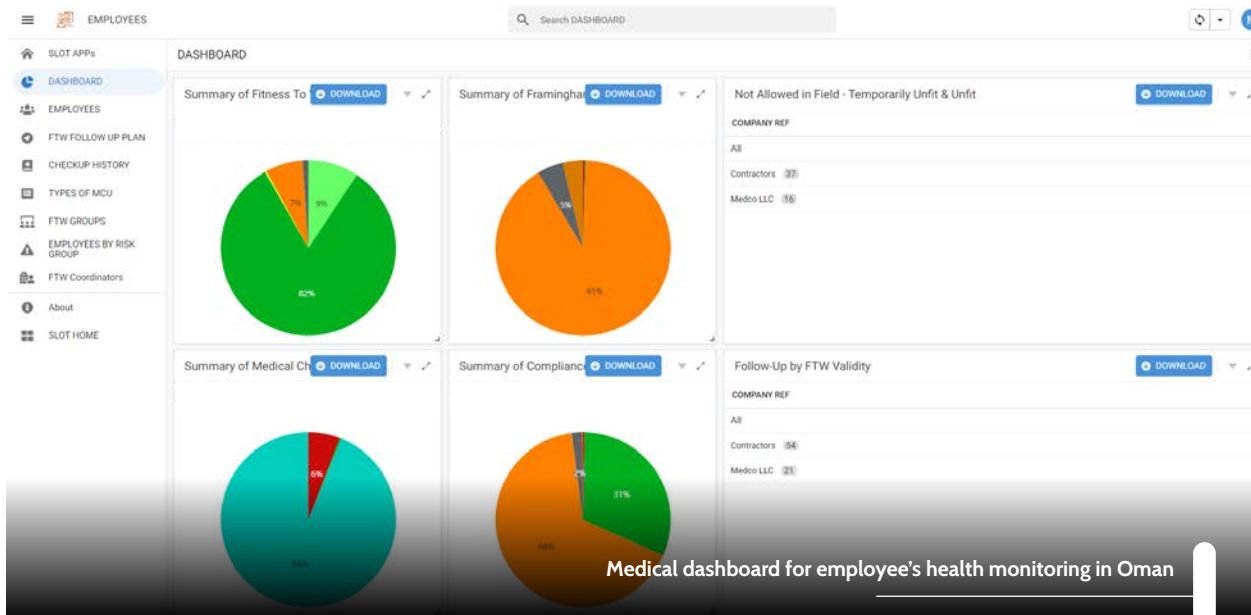 EMPLOYEES
Search DASHBOARD
SLOT APPs
DASHBOARD
EMPLOYEES
FTW FOLLOW UP PLAN
CHECKUP HISTORY
TYPES OF MCU
FTW GROUPS
EMPLOYEES BY RISK
GROUP
FTW Coordinators
About
SLOT HOME
DASHBOARD
Summary of Fitness To
DOWNLOAD
7%
9%
82%
Summary of Framingha
DOWNLOAD
5%
91%
Not Allowed in Field - Temporarily Unfit & Unfit
DOWNLOAD
COMPANY REF
All
Contractors 37
Medco LLC 16
Summary of Medical Ch
DOWNLOAD
6%
94%
Summary of Complianc
DOWNLOAD
2%
31%
Follow-Up by FTW Validity
DOWNLOAD
COMPANY REF
All
Contractors 54
Medco LLC 21
Medical dashboard for employee's health monitoring in Oman